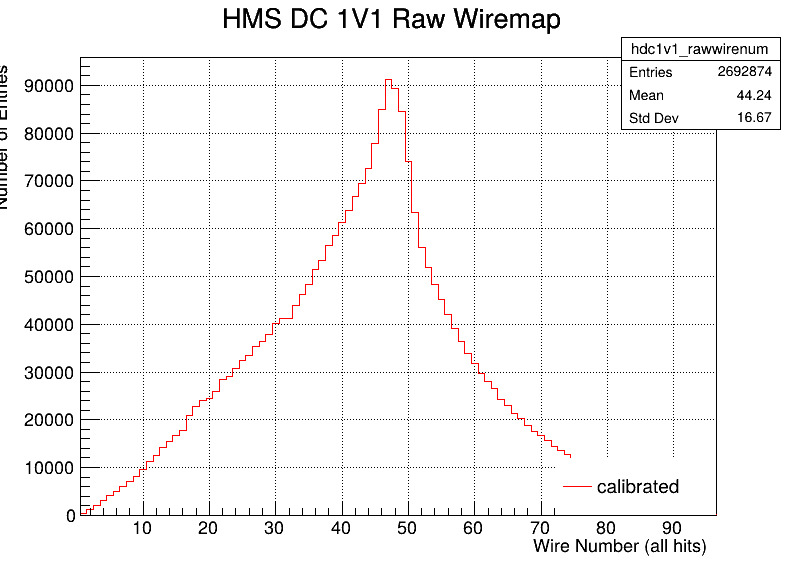 HMS DC 1V1 Raw Wiremap
hdc1v1_rawwirenum
Entries 2692874
Mean 44.24
Std Dev 16.67
Number of Entries
90000
80000
70000
60000
50000
40000
30000
20000
10000
0
calibrated
10 20 30 40 50 60 70 80 90
Wire Number (all hits)